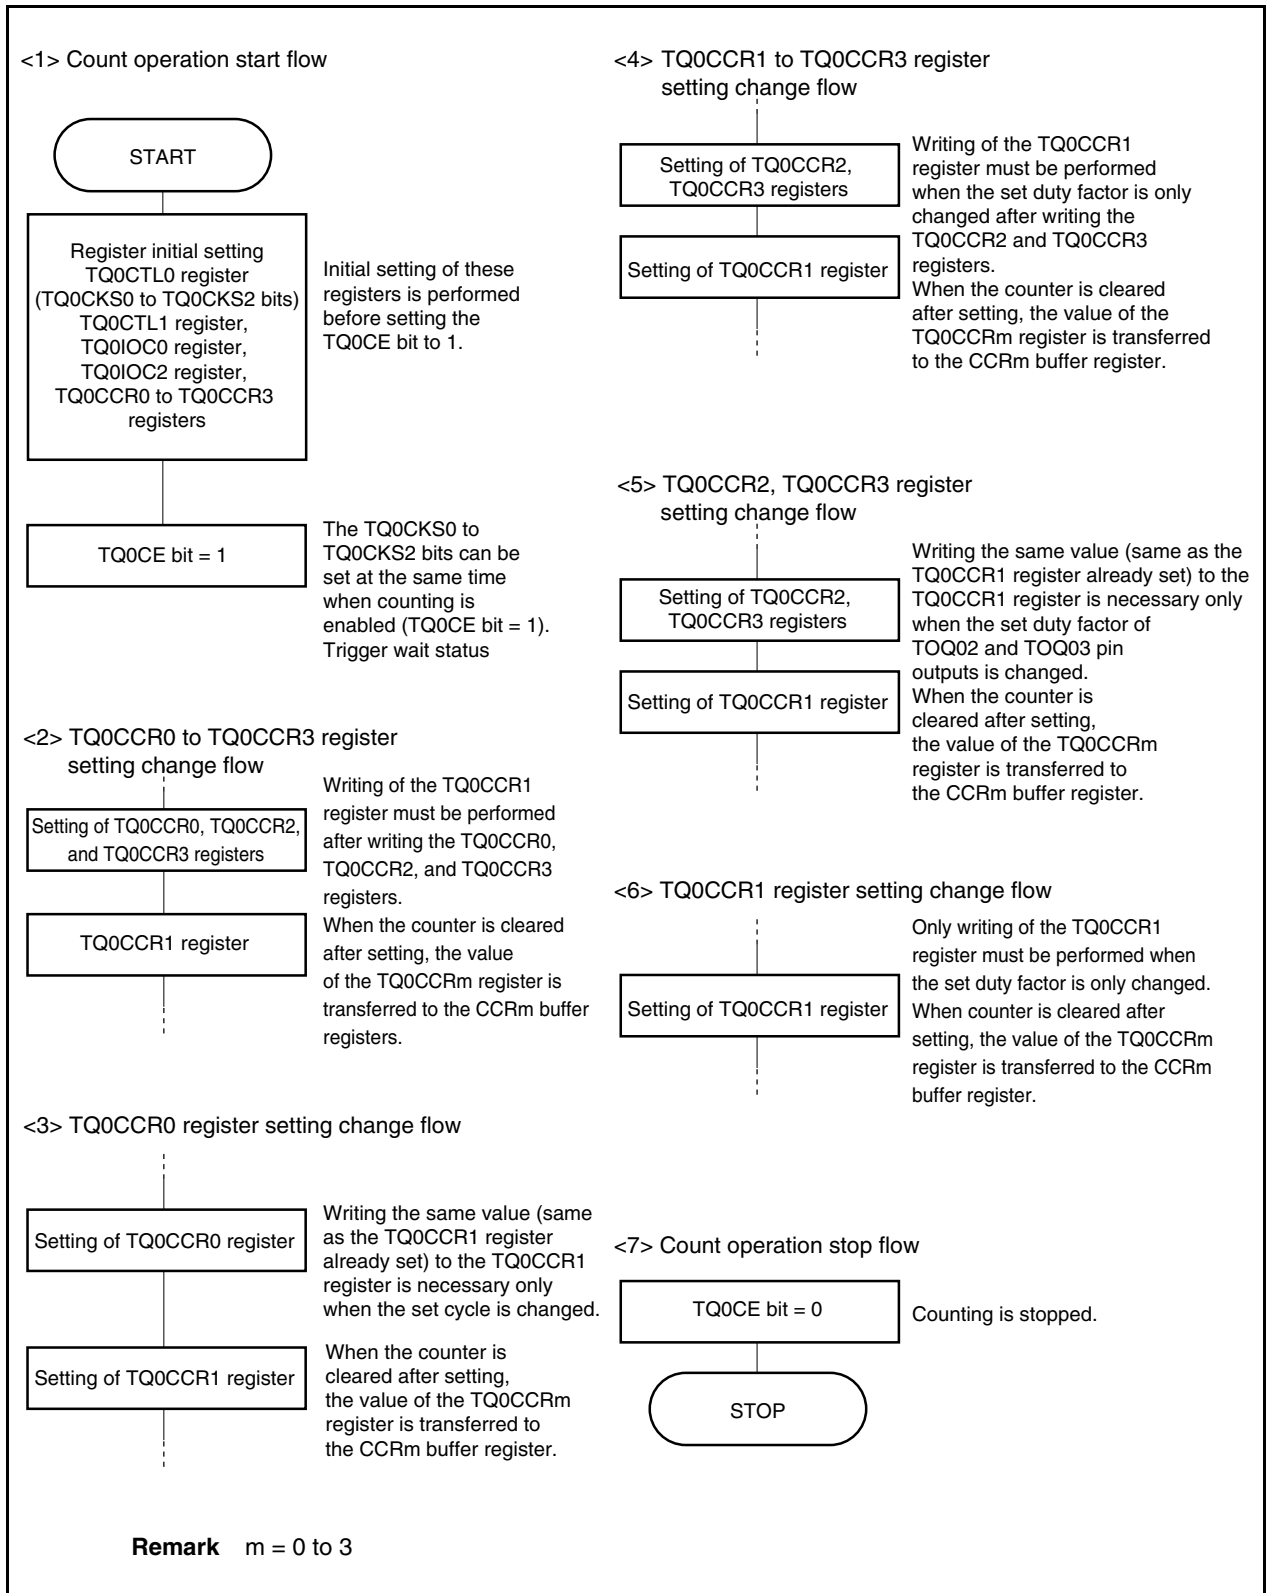 <1> Count operation start flow
START
Register initial setting
TQ0CTL0 register
(TQ0CKS0 to TQ0CKS2 bits)
TQ0CTL1 register,
TQ0IOC0 register,
TQ0IOC2 register,
TQ0CCR0 to TQ0CCR3
registers
Initial setting of these
registers is performed
before setting the
TQ0CE bit to 1.
TQ0CE bit = 1
The TQ0CKS0 to
TQ0CKS2 bits can be
set at the same time
when counting is
enabled (TQ0CE bit = 1).
Trigger wait status
<2> TQ0CCR0 to TQ0CCR3 register
setting change flow
Setting of TQ0CCR0, TQ0CCR2,
and TQ0CCR3 registers
TQ0CCR1 register
Writing of the TQ0CCR1
register must be performed
after writing the TQ0CCR0,
TQ0CCR2, and TQ0CCR3
registers.
When the counter is cleared
after setting, the value
of the TQ0CCRm register is
transferred to the CCRm buffer
registers.
<3> TQ0CCR0 register setting change flow
Setting of TQ0CCR0 register
Writing the same value (same
as the TQ0CCR1 register
already set) to the TQ0CCR1
register is necessary only
when the set cycle is changed.
Setting of TQ0CCR1 register
When the counter is
cleared after setting,
the value of the TQ0CCRm
register is transferred to
the CCRm buffer register.
<4> TQ0CCR1 to TQ0CCR3 register
setting change flow
Setting of TQ0CCR2,
TQ0CCR3 registers
Setting of TQ0CCR1 register
Writing of the TQ0CCR1
register must be performed
when the set duty factor is only
changed after writing the
TQ0CCR2 and TQ0CCR3
registers.
When the counter is cleared
after setting, the value of the
TQ0CCRm register is transferred
to the CCRm buffer register.
<5> TQ0CCR2, TQ0CCR3 register
setting change flow
Setting of TQ0CCR2,
TQ0CCR3 registers
Setting of TQ0CCR1 register
Writing the same value (same as the
TQ0CCR1 register already set) to the
TQ0CCR1 register is necessary only
when the set duty factor of
TOQ02 and TOQ03 pin
outputs is changed.
When the counter is
cleared after setting,
the value of the TQ0CCRm
register is transferred to
the CCRm buffer register.
<6> TQ0CCR1 register setting change flow
Setting of TQ0CCR1 register
Only writing of the TQ0CCR1
register must be performed when
the set duty factor is only changed.
When counter is cleared after
setting, the value of the TQ0CCRm
register is transferred to the CCRm
buffer register.
<7> Count operation stop flow
TQ0CE bit = 0
Counting is stopped.
STOP
Remark m = 0 to 3